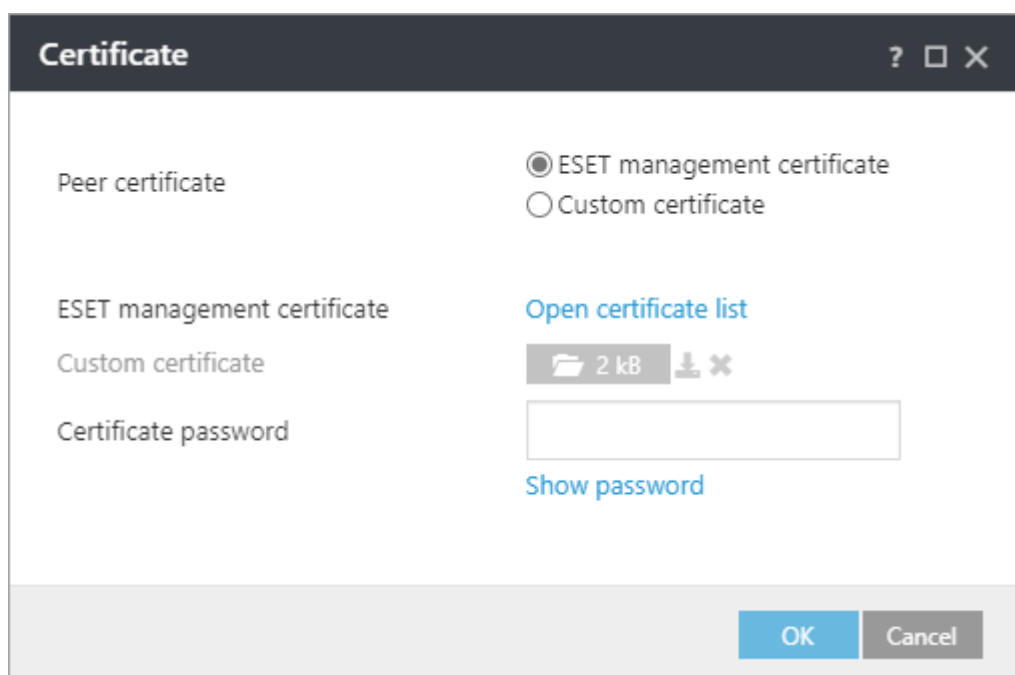 Certificate ?
Peer certificate
ESET management certificate
Custom certificate
ESET management certificate Open certificate list
Custom certificate 2 kB
Certificate password
Show password
OK Cancel